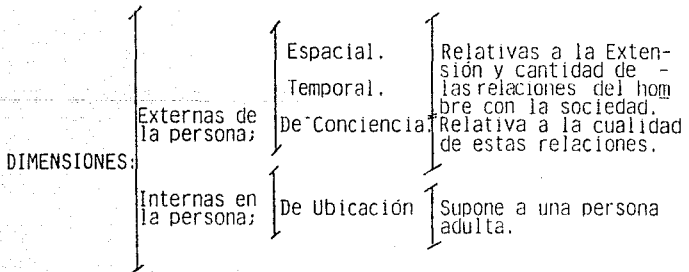 DIMENSIONES:
Externas de
la persona;
Espacial.
Temporal.
De Conciencia.
Relativas a la Exten-
sión y cantidad de -
las relaciones del hom
bre con la sociedad.
Relativa a la cualidad
de estas relaciones.
Internas en
la persona;
De Ubicación
Supone a una persona
adulta.